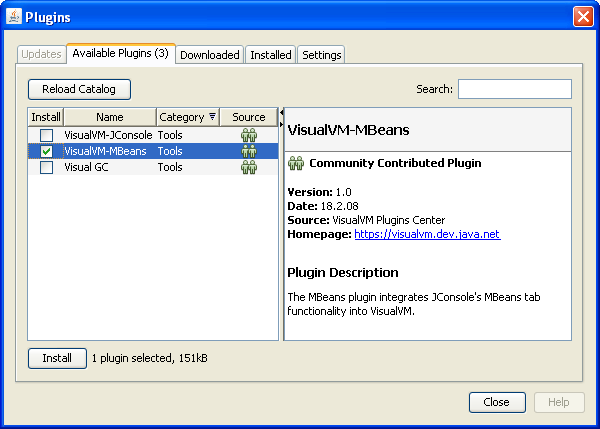 Plugins
Updates Available Plugins (3) Downloaded Installed Settings
Reload Catalog Search:
Install Name Category Source
VisualVM-JConsole Tools
VisualVM-MBeans Tools
Visual GC Tools
VisualVM-MBeans
Community Contributed Plugin
Version: 1.0
Date: 18.2.08
Source: VisualVM Plugins Center
Homepage: https://visualvm.dev.java.net
Plugin Description
The MBeans plugin integrates JConsole's MBeans tab
functionality into VisualVM.
Install 1 plugin selected, 151kB
Close Help